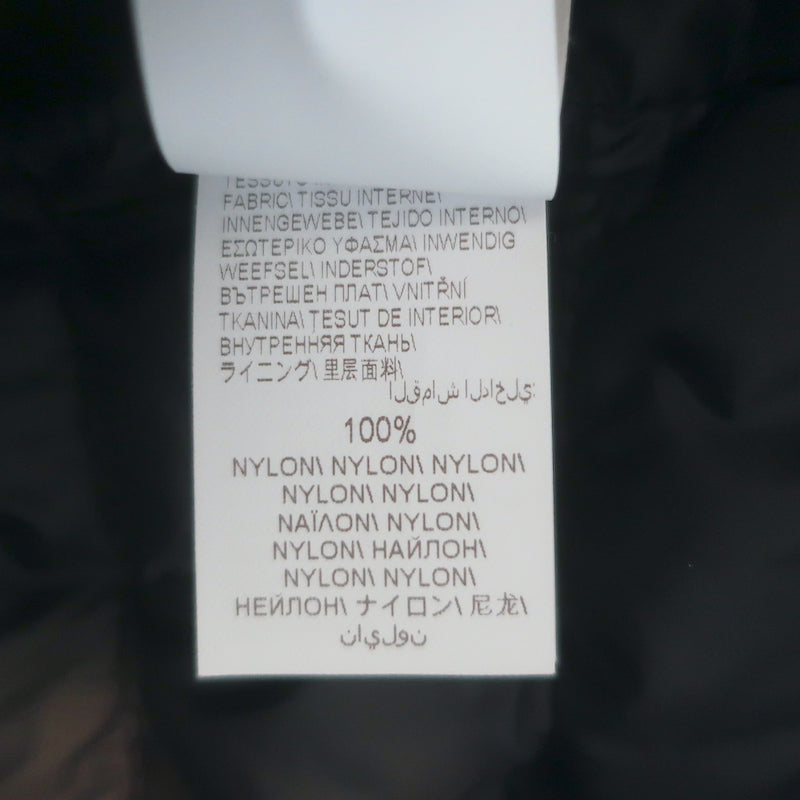 TESSUTO
FABRIC\ TISSU INTERNE\
INNENGEWEBE\ TEJIDO INTERNO\
ΕΣΩΤΕΡΙΚΟ ΥΦΑΣΜΑ\ INWENDIG
WEEFSEL\ INDERSTOF\
ВЪТРЕШЕН ПЛАТ\ VNITŘNÍ
TKANINA\ ȚESUT DE INTERIOR\
ВНУТРЕННЯЯ ТКАНЬ\
ライニング\ 里层面料\
القماش الداخلي:
100%
NYLON\ NYLON\ NYLON\
NYLON\ NYLON\
ΝΑΪΛΟΝ\ NYLON\
NYLON\ НАЙЛОН\
NYLON\ NYLON\
НЕЙЛОН\ ナイロン\ 尼龙\
نايلون